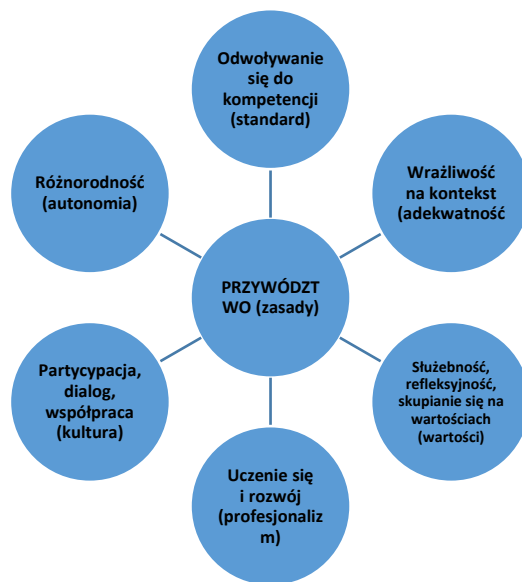 Odwoływanie
się do
kompetencji
(standard)
Różnorodność
(autonomia)
Wrażliwość
na kontekst
(adekwatność
PRZYWÓDZT
WO (zasady)
Partycypacja,
dialog,
współpraca
(kultura)
Służebność,
refleksyjność,
skupianie się na
wartościach
(wartości)
Uczenie się
i rozwój
(profesjonaliz
m)